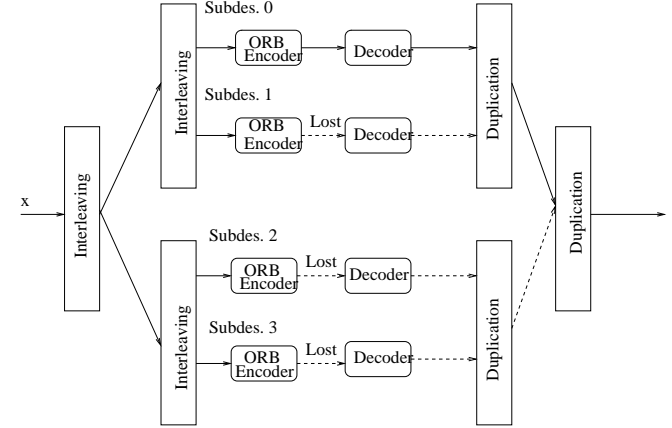 Subdes. 0
ORB
Encoder
Decoder
Interleaving
Duplication
Subdes. 1
Lost
ORB
Encoder
Decoder
x
Interleaving
Duplication
Subdes. 2
Lost
ORB
Encoder
Decoder
Interleaving
Duplication
Subdes. 3
Lost
ORB
Encoder
Decoder